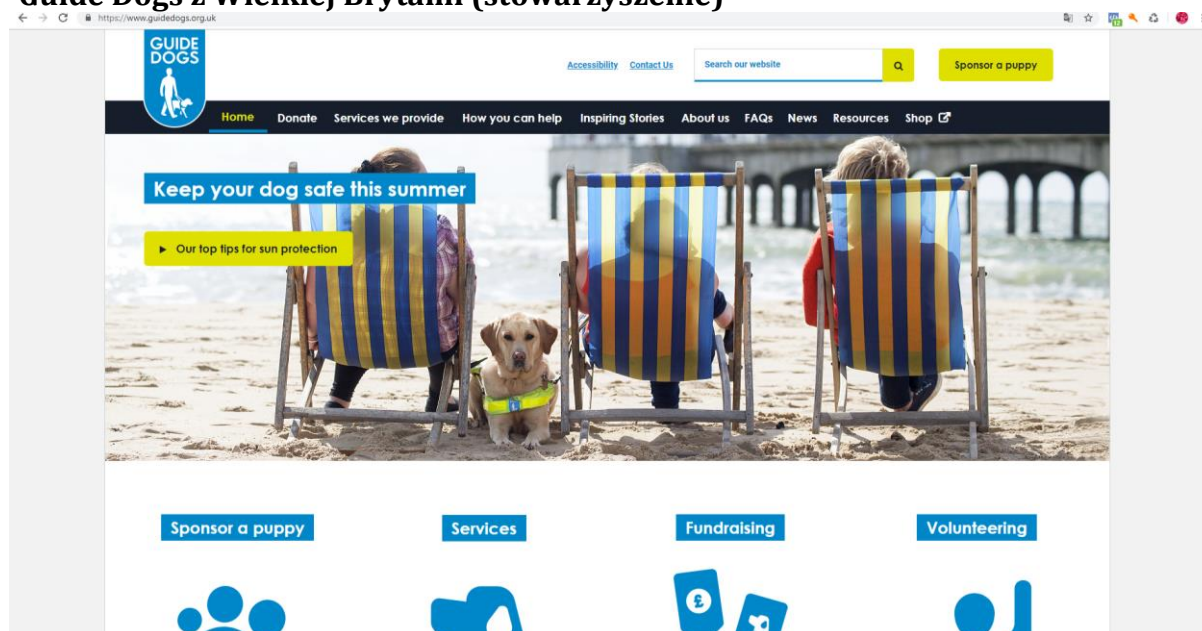 Guide Dogs z Wielkiej Brytanii (stowarzyszenie)
https://www.guidedogs.org.uk
GUIDE
DOGS
Accessibility Contact Us Search our website Sponsor a puppy
Home Donate Services we provide How you can help Inspiring Stories About us FAQs News Resources Shop
Keep your dog safe this summer
Our top tips for sun protection
Sponsor a puppy Services Fundraising Volunteering
£